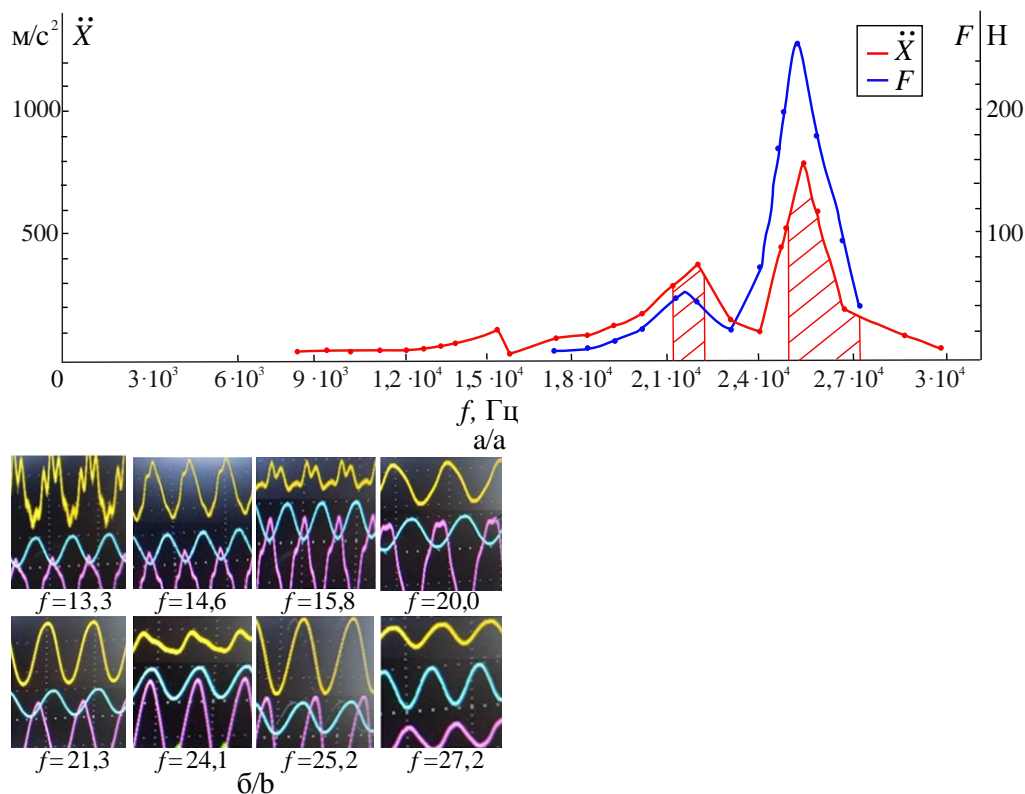 м/с² Ẍ F Н
Ẍ
F
1000 200
500 100
0 3·10³ 6·10³ 9·10³ 1,2·10⁴ 1,5·10⁴ 1,8·10⁴ 2,1·10⁴ 2,4·10⁴ 2,7·10⁴ 3·10⁴
f, Гц
а/a
f=13,3 f=14,6 f=15,8 f=20,0
f=21,3 f=24,1 f=25,2 f=27,2
б/b